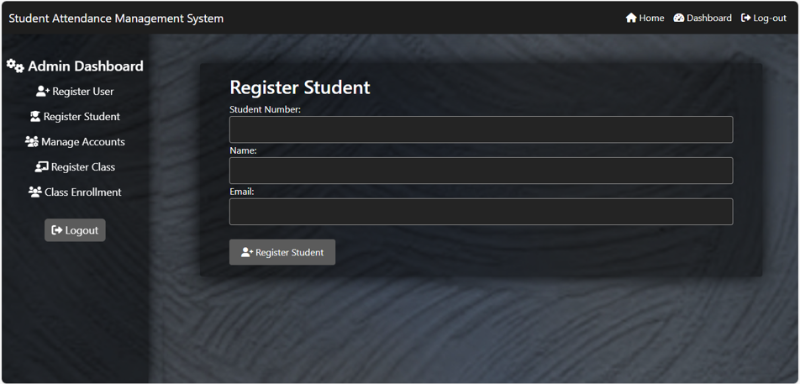 Student Attendance Management System
Home Dashboard Log-out
Admin Dashboard
Register User
Register Student
Manage Accounts
Register Class
Class Enrollment
Logout
Register Student
Student Number:
Name:
Email:
Register Student